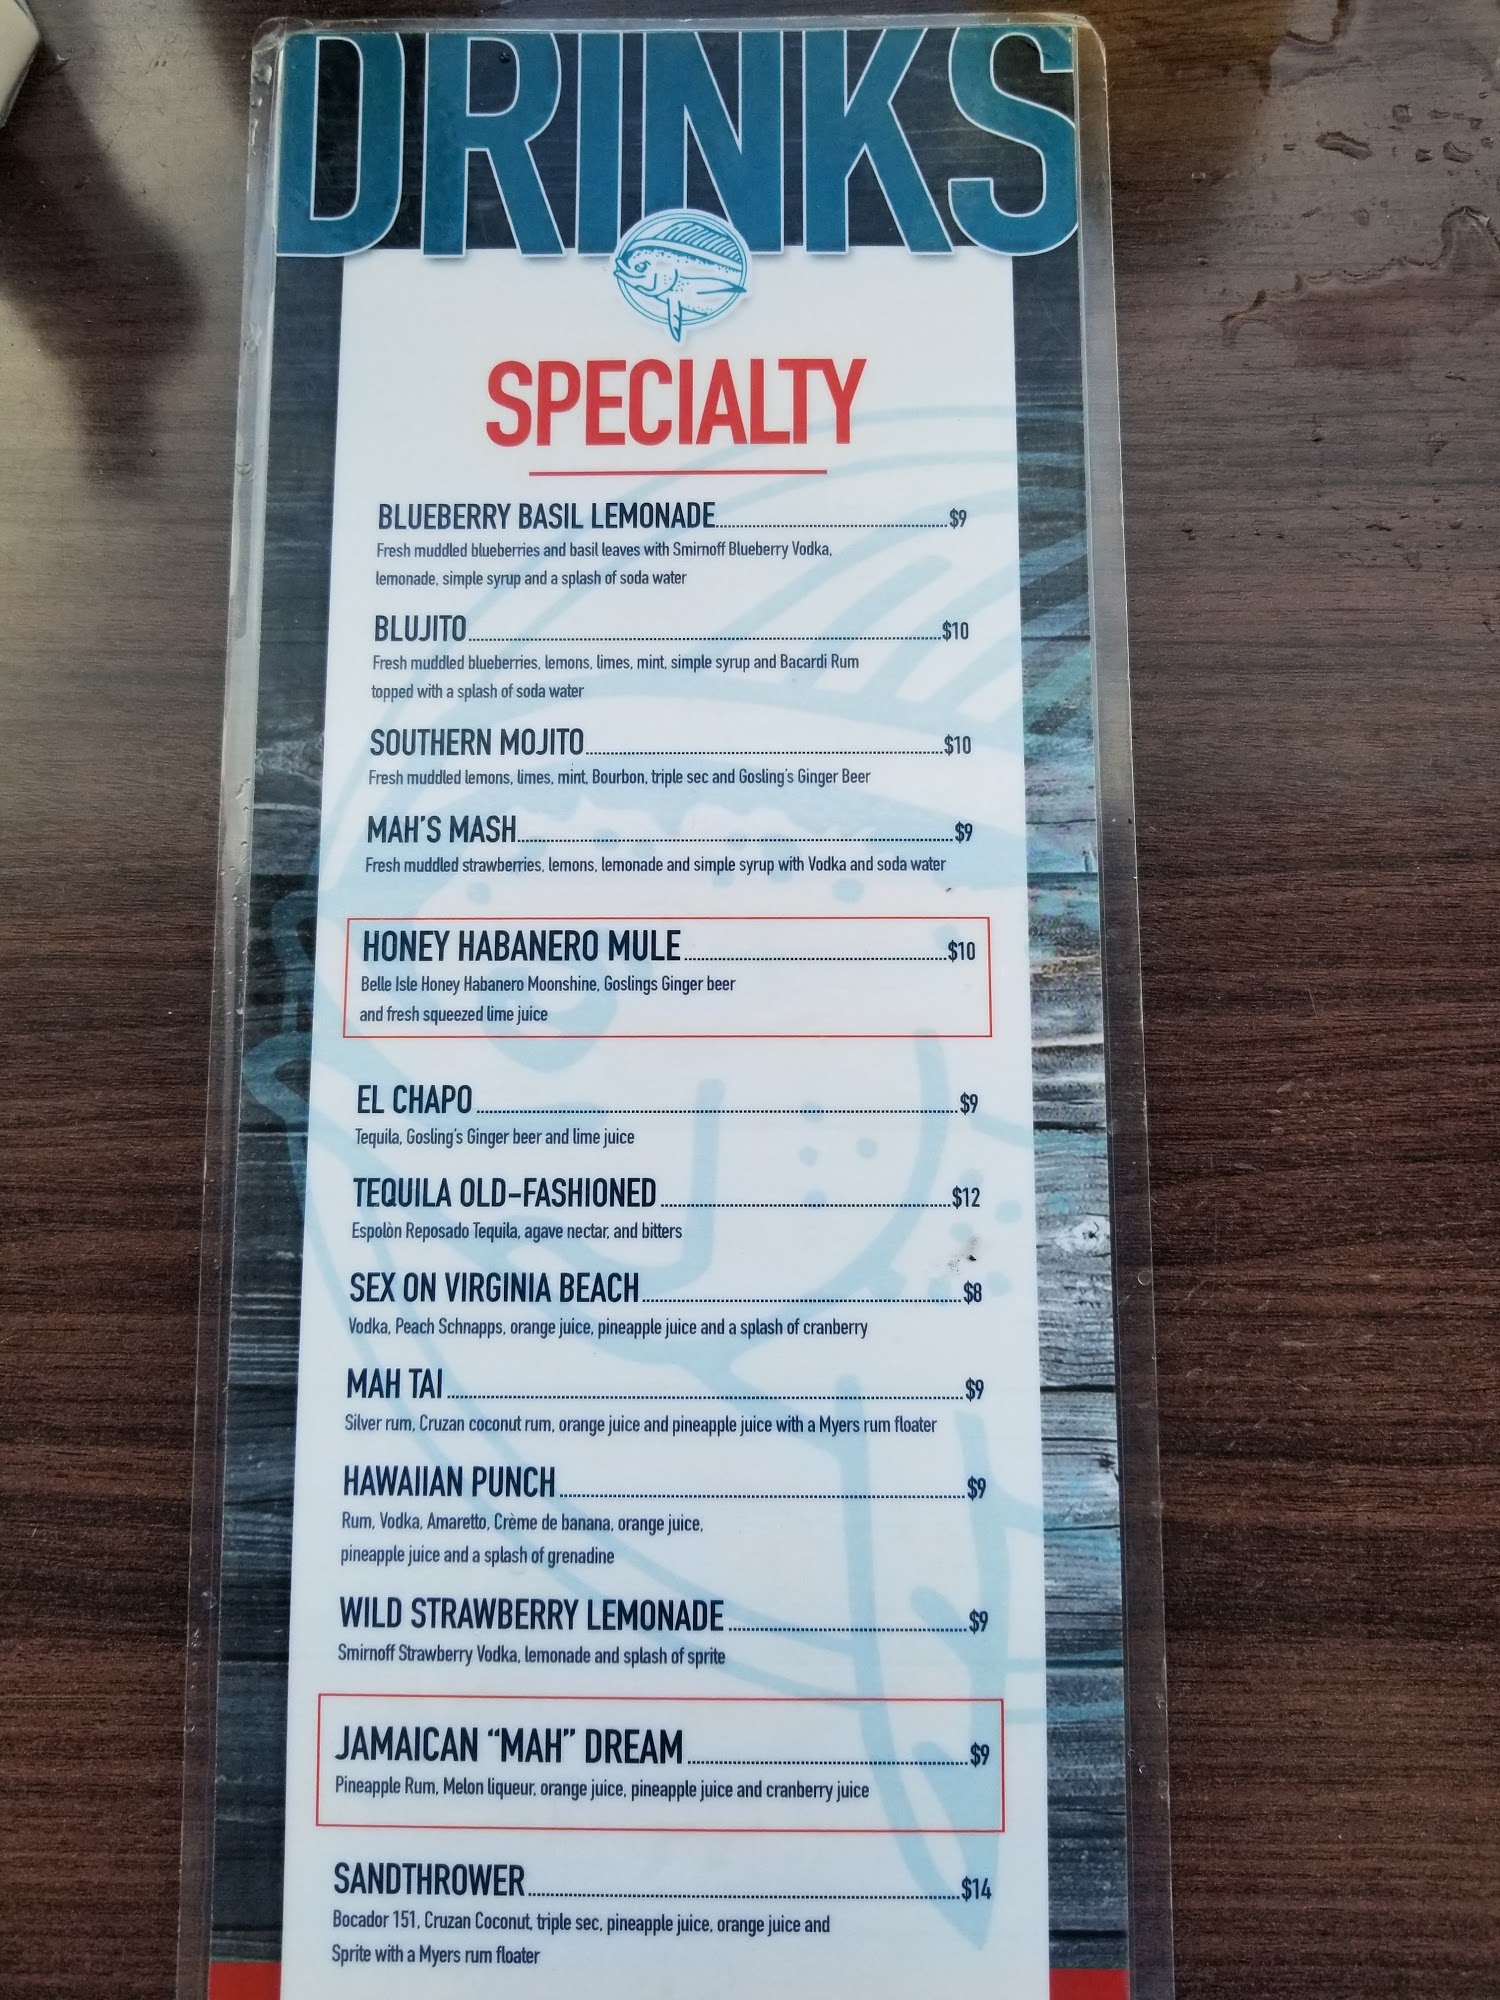 DRINKS
SPECIALTY
BLUEBERRY BASIL LEMONADE $9
Fresh muddled blueberries and basil leaves with Smirnoff Blueberry Vodka,
lemonade, simple syrup and a splash of soda water
BLUJITO $10
Fresh muddled blueberries, lemons, limes, mint, simple syrup and Bacardi Rum
topped with a splash of soda water
SOUTHERN MOJITO $10
Fresh muddled lemons, limes, mint, Bourbon, triple sec and Gosling's Ginger Beer
MAH'S MASH $9
Fresh muddled strawberries, lemons, lemonade and simple syrup with Vodka and soda water
HONEY HABANERO MULE $10
Belle Isle Honey Habanero Moonshine, Goslings Ginger beer
and fresh squeezed lime juice
EL CHAPO $9
Tequila, Gosling's Ginger beer and lime juice
TEQUILA OLD-FASHIONED $12
Espolòn Reposado Tequila, agave nectar, and bitters
SEX ON VIRGINIA BEACH $8
Vodka, Peach Schnapps, orange juice, pineapple juice and a splash of cranberry
MAH TAI $9
Silver rum, Cruzan coconut rum, orange juice and pineapple juice with a Myers rum floater
HAWAIIAN PUNCH $9
Rum, Vodka, Amaretto, Crème de banana, orange juice,
pineapple juice and a splash of grenadine
WILD STRAWBERRY LEMONADE $9
Smirnoff Strawberry Vodka, lemonade and splash of sprite
JAMAICAN “MAH” DREAM $9
Pineapple Rum, Melon liqueur, orange juice, pineapple juice and cranberry juice
SANDTHROWER $14
Bocador 151, Cruzan Coconut, triple sec, pineapple juice, orange juice and
Sprite with a Myers rum floater